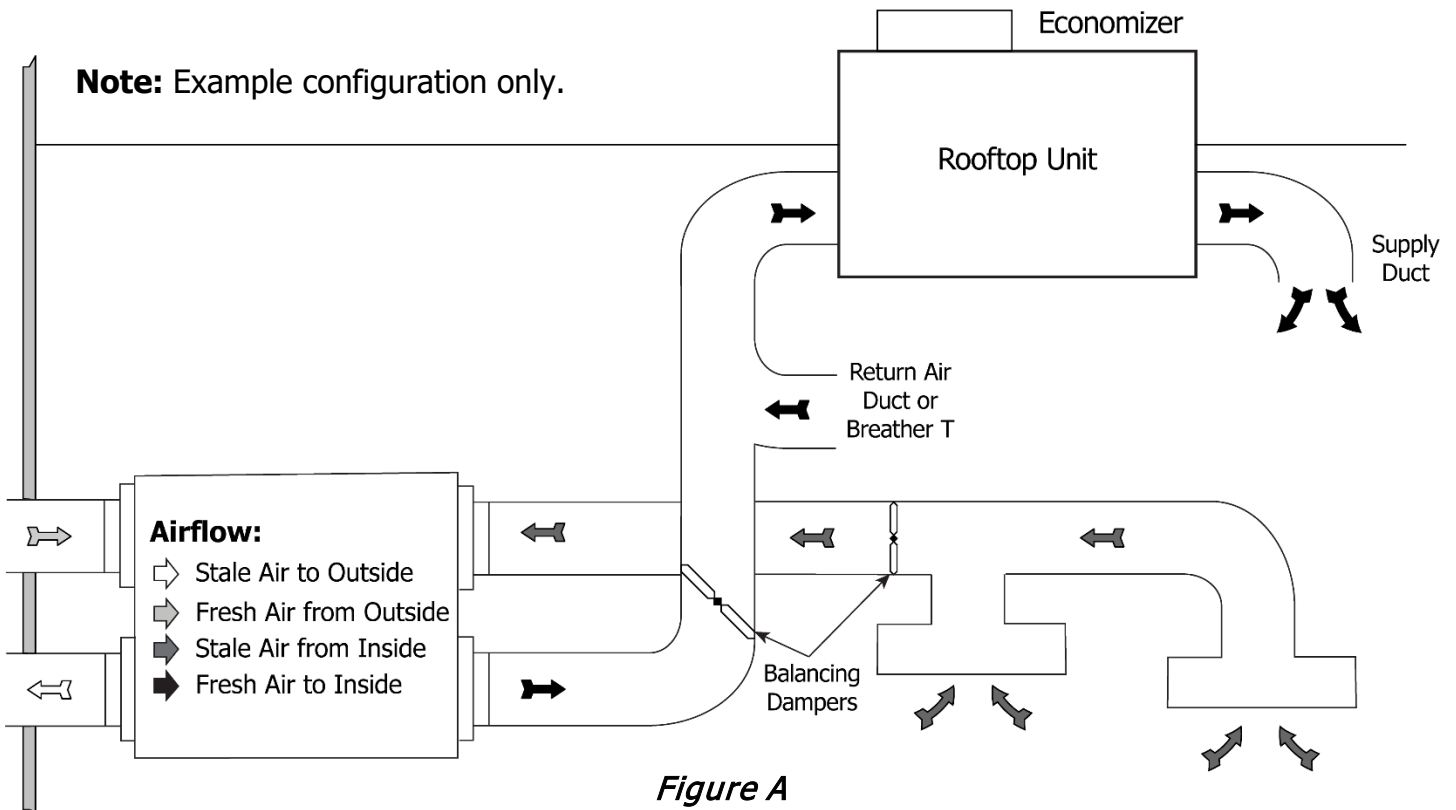 Economizer
Note: Example configuration only.
Rooftop Unit
Supply
Duct
Return Air
Duct or
Breather T
Airflow:
Stale Air to Outside
Fresh Air from Outside
Stale Air from Inside
Fresh Air to Inside
Balancing
Dampers
Figure A